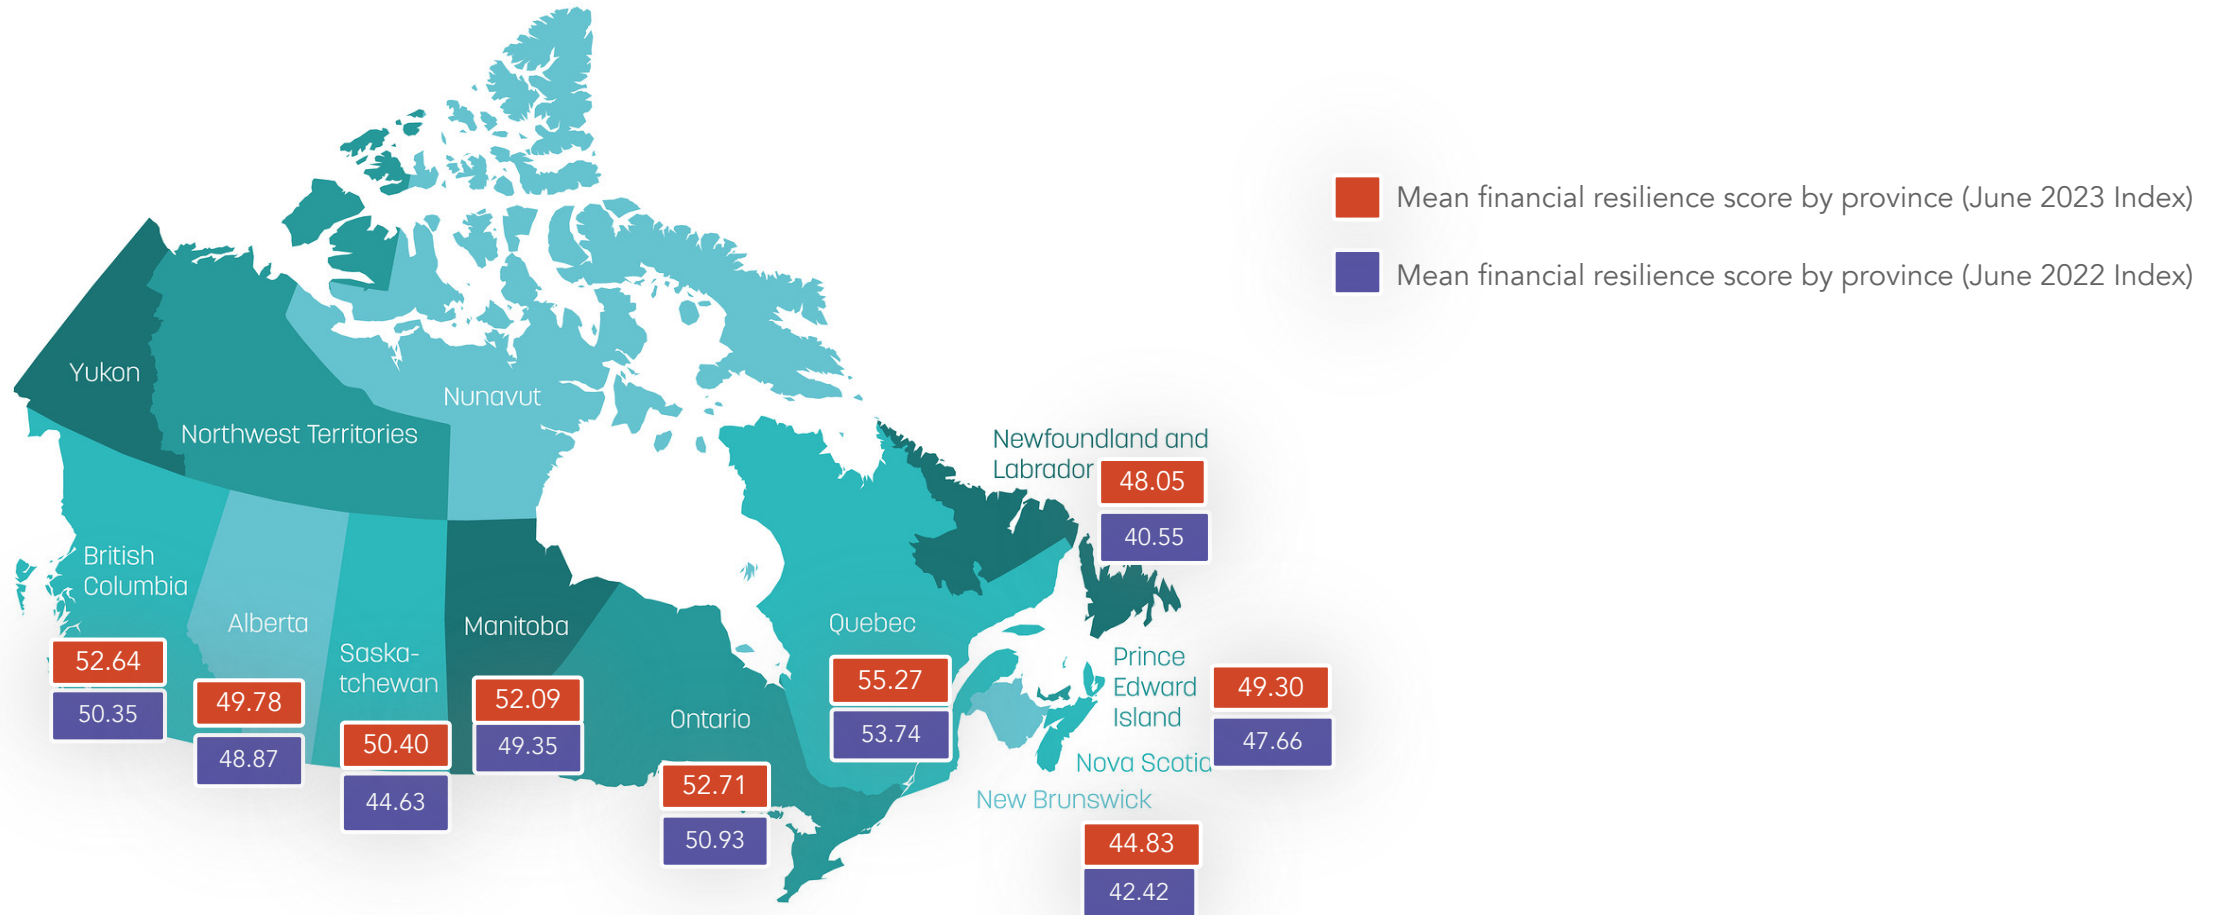 Mean financial resilience score by province (June 2023 Index)
Mean financial resilience score by province (June 2022 Index)
Yukon
Northwest Territories
Nunavut
Newfoundland and
Labrador
48.05
40.55
British
Columbia
52.64
50.35
Alberta
49.78
48.87
Saska-
tchewan
50.40
44.63
Manitoba
52.09
49.35
Ontario
52.71
50.93
Quebec
55.27
53.74
Prince
Edward
Island
49.30
47.66
Nova Scotia
New Brunswick
44.83
42.42